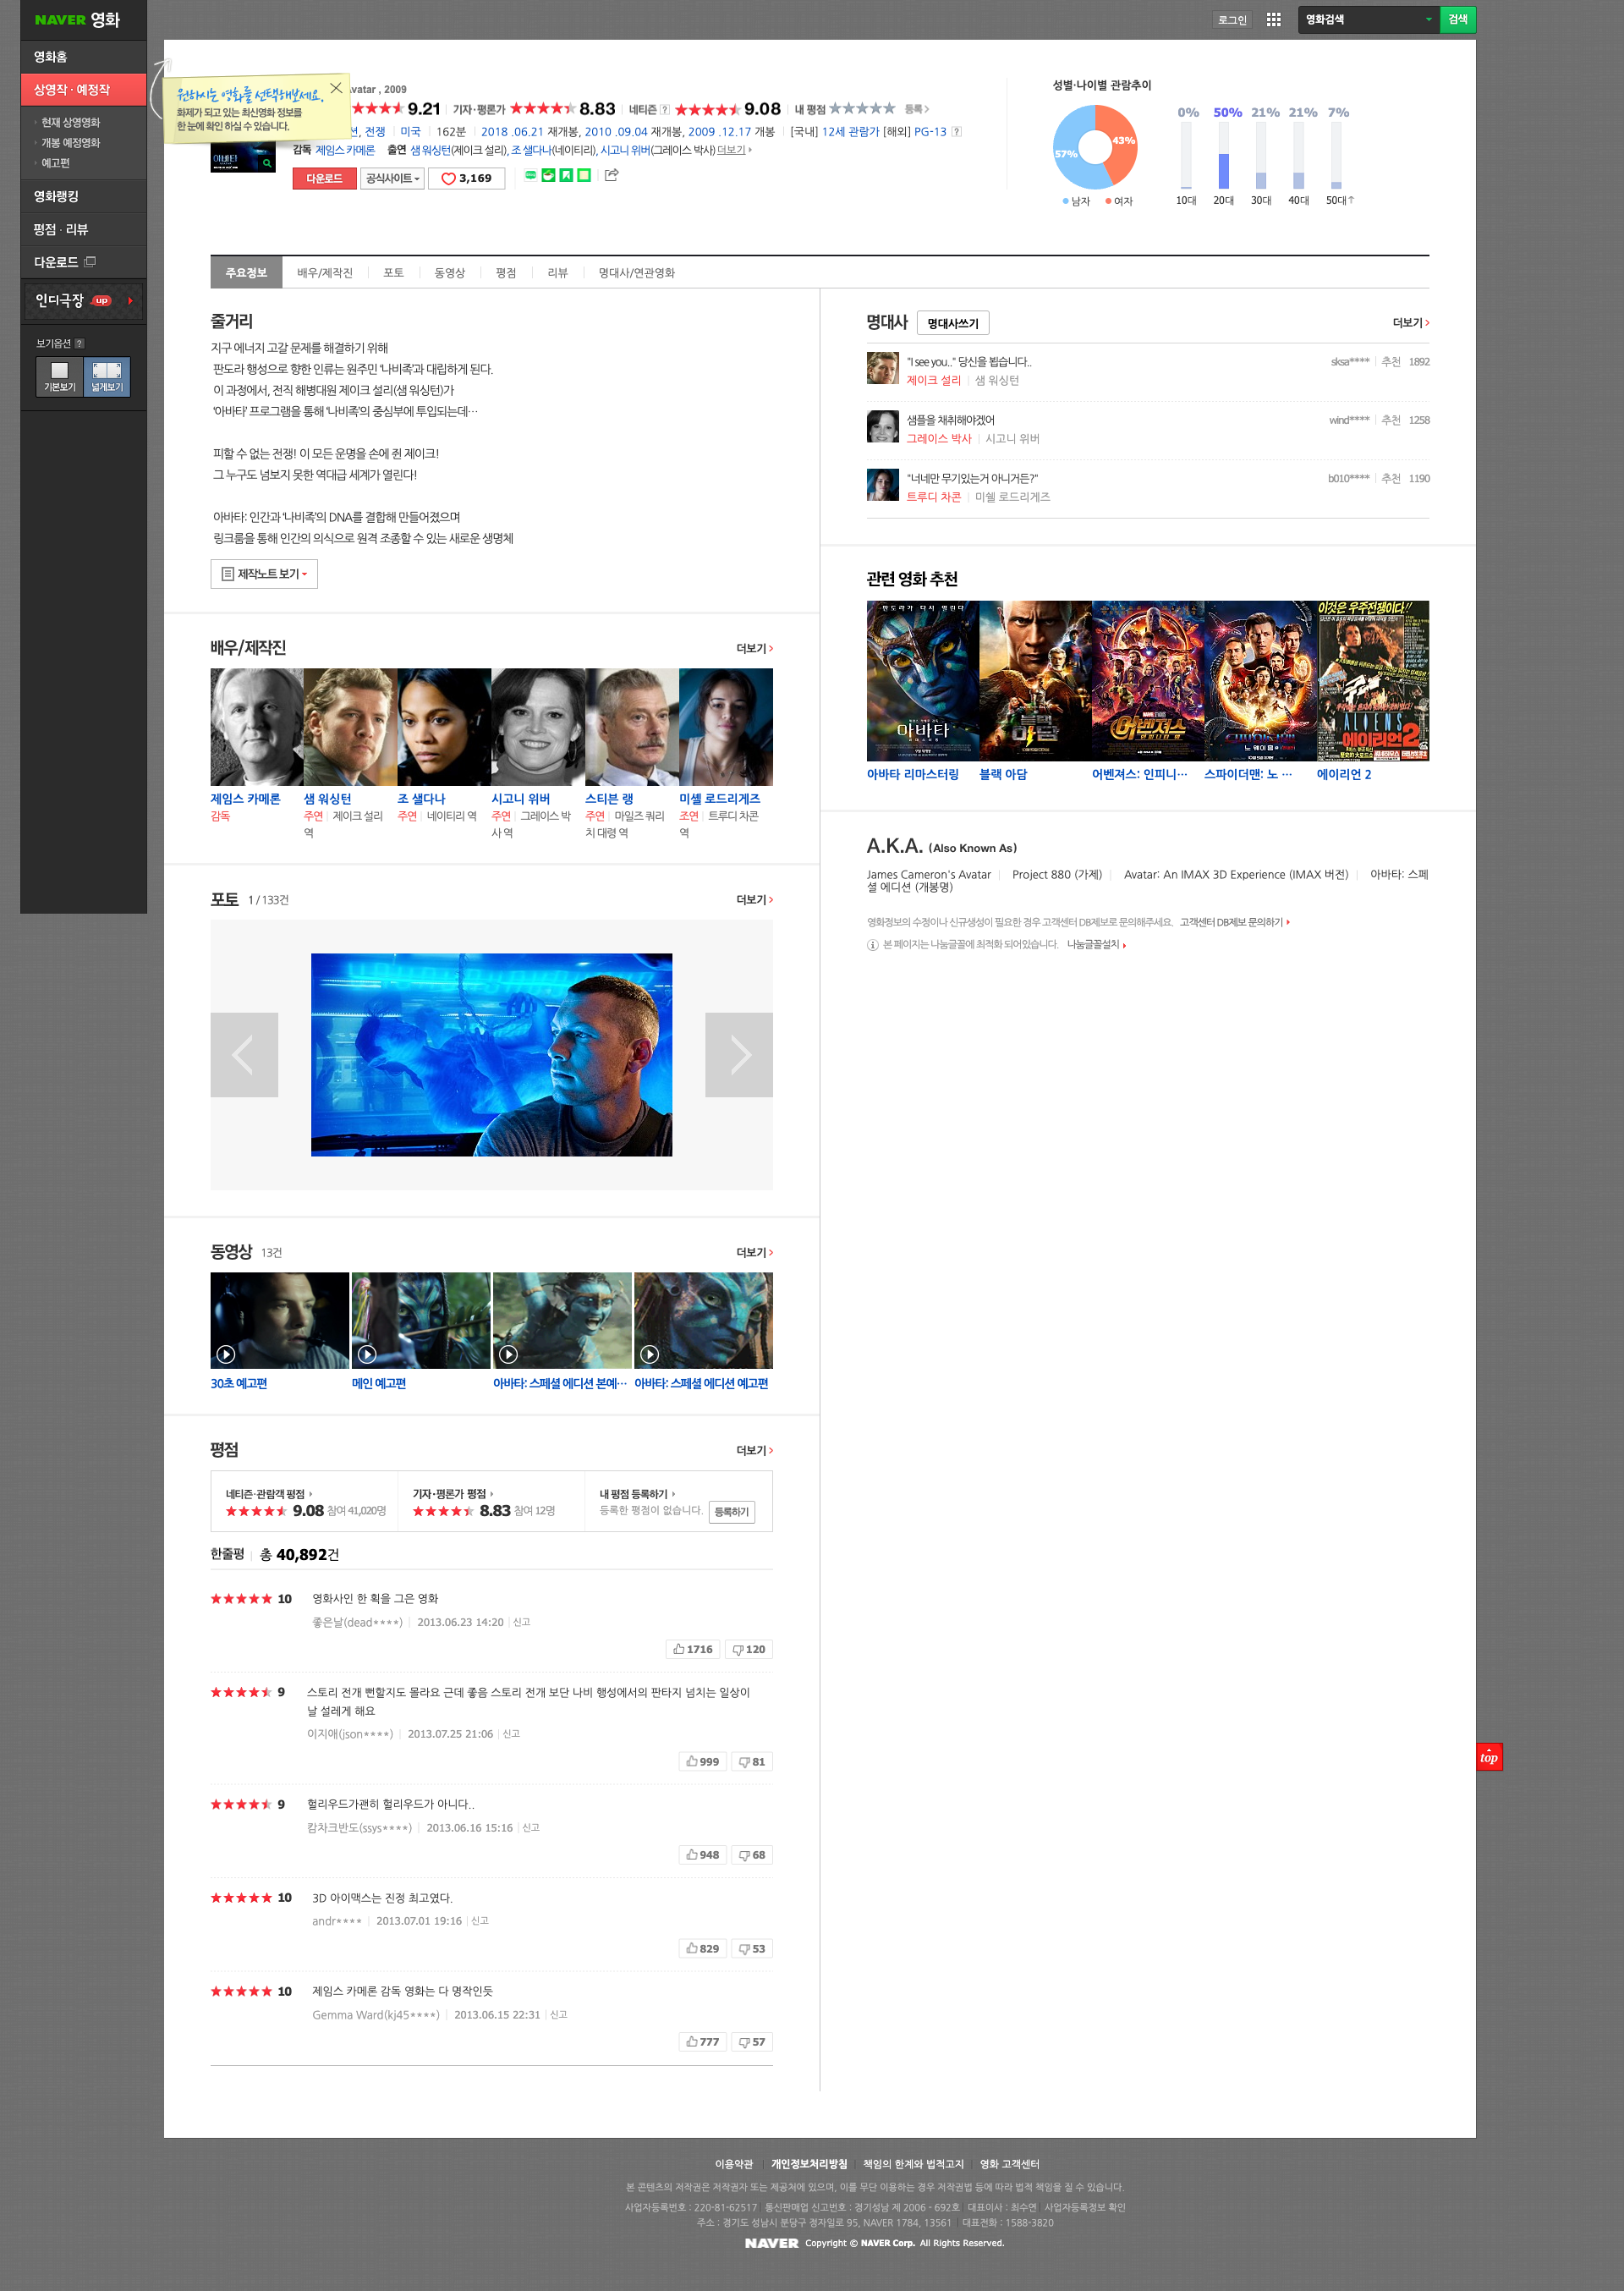 NAVER 영화
로그인
영화검색
검색
영화홈
상영작 · 예정작
현재 상영영화
개봉 예정영화
예고편
영화랭킹
평점 · 리뷰
다운로드
인디극장 up
보기옵션 ?
기본보기 넓게보기
원하시는 영화를 선택해보세요.
화제가 되고 있는 최신영화 정보를
한 눈에 확인 하실 수 있습니다.
Avatar , 2009
9.21 기자·평론가 8.83 네티즌 ? 9.08 내 평점 등록
션, 전쟁 미국 162분 2018 .06.21 재개봉, 2010 .09.04 재개봉, 2009 .12.17 개봉 [국내] 12세 관람가 [해외] PG-13 ?
감독 제임스 카메론 출연 샘 워싱턴(제이크 설리), 조 샐다나(네이티리), 시고니 위버(그레이스 박사) 더보기
다운로드 공식사이트 3,169
아바타
성별·나이별 관람추이
57% 43%
남자 여자
0% 50% 21% 21% 7%
10대 20대 30대 40대 50대↑
주요정보 배우/제작진 포토 동영상 평점 리뷰 명대사/연관영화
줄거리
지구 에너지 고갈 문제를 해결하기 위해
판도라 행성으로 향한 인류는 원주민 ‘나비족’과 대립하게 된다.
이 과정에서, 전직 해병대원 제이크 설리(샘 워싱턴)가
‘아바타’ 프로그램을 통해 ‘나비족’의 중심부에 투입되는데…
피할 수 없는 전쟁! 이 모든 운명을 손에 쥔 제이크!
그 누구도 넘보지 못한 역대급 세계가 열린다!
아바타: 인간과 ‘나비족’의 DNA를 결합해 만들어졌으며
링크룸을 통해 인간의 의식으로 원격 조종할 수 있는 새로운 생명체
제작노트 보기
배우/제작진 더보기
제임스 카메론
감독
샘 워싱턴
주연 제이크 설리
역
조 샐다나
주연 네이티리 역
시고니 위버
주연 그레이스 박
사 역
스티븐 랭
주연 마일즈 쿼리
치 대령 역
미셸 로드리게즈
조연 트루디 차콘
역
포토 1 / 133건 더보기
동영상 13건 더보기
30초 예고편
메인 예고편
아바타: 스페셜 에디션 본예…
아바타: 스페셜 에디션 예고편
평점 더보기
네티즌·관람객 평점
9.08 참여 41,020명
기자·평론가 평점
8.83 참여 12명
내 평점 등록하기
등록한 평점이 없습니다. 등록하기
한줄평 총 40,892건
10 영화사인 한 획을 그은 영화
좋은날(dead****) 2013.06.23 14:20 신고
1716 120
9 스토리 전개 뻔할지도 몰라요 근데 좋음 스토리 전개 보단 나비 행성에서의 판타지 넘치는 일상이
날 설레게 해요
이지애(json****) 2013.07.25 21:06 신고
999 81
9 헐리우드가괜히 헐리우드가 아니다..
캄차크반도(ssys****) 2013.06.16 15:16 신고
948 68
10 3D 아이맥스는 진정 최고였다.
andr**** 2013.07.01 19:16 신고
829 53
10 제임스 카메론 감독 영화는 다 명작인듯
Gemma Ward(kj45****) 2013.06.15 22:31 신고
777 57
명대사 명대사쓰기 더보기
"I see you.." 당신을 봅니다.. sksa**** 추천 1892
제이크 설리 샘 워싱턴
샘플을 채취해야겠어 wind**** 추천 1258
그레이스 박사 시고니 위버
"너네만 무기있는거 아니거든?" b010**** 추천 1190
트루디 차콘 미쉘 로드리게즈
관련 영화 추천
판도라가 다시 열린다
아바타
블랙 아담
어벤져스
노 웨이 홈
이것은 우주전쟁이다!!
ALIENS
에이리언2
아바타 리마스터링
블랙 아담
어벤져스: 인피니…
스파이더맨: 노 …
에이리언 2
A.K.A. (Also Known As)
James Cameron's Avatar Project 880 (가제) Avatar: An IMAX 3D Experience (IMAX 버전) 아바타: 스페
셜 에디션 (개봉명)
영화정보의 수정이나 신규생성이 필요한 경우 고객센터 DB제보로 문의해주세요. 고객센터 DB제보 문의하기
본 페이지는 나눔글꼴에 최적화 되어있습니다. 나눔글꼴설치
top
이용약관 개인정보처리방침 책임의 한계와 법적고지 영화 고객센터
본 콘텐츠의 저작권은 저작권자 또는 제공처에 있으며, 이를 무단 이용하는 경우 저작권법 등에 따라 법적 책임을 질 수 있습니다.
사업자등록번호 : 220-81-62517 통신판매업 신고번호 : 경기성남 제 2006 - 692호 대표이사 : 최수연 사업자등록정보 확인
주소 : 경기도 성남시 분당구 정자일로 95, NAVER 1784, 13561 대표전화 : 1588-3820
NAVER Copyright © NAVER Corp. All Rights Reserved.